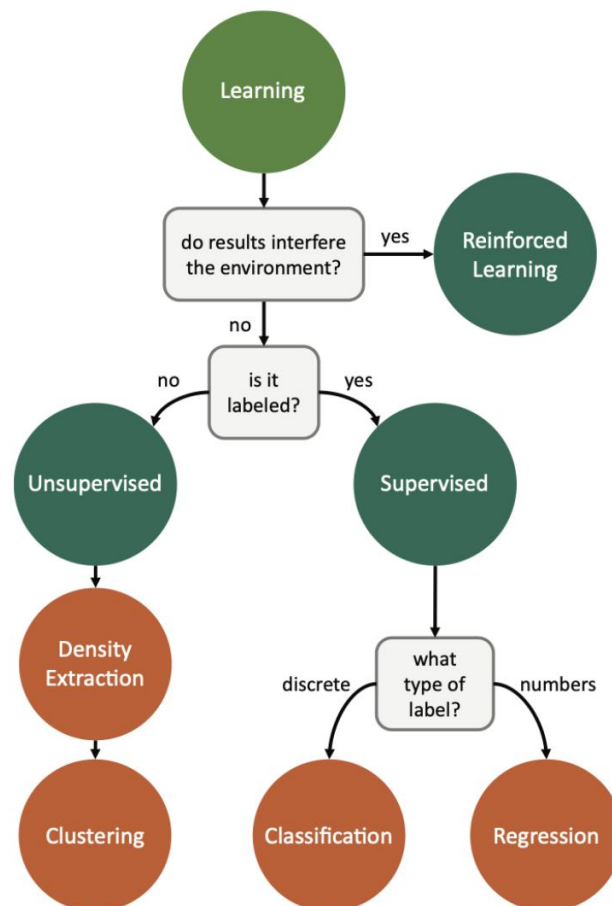 Learning
do results interfere
the environment?
yes
Reinforced
Learning
no
no
is it
labeled?
yes
Unsupervised
Supervised
Density
Extraction
discrete
what
type of
label?
numbers
Clustering
Classification
Regression